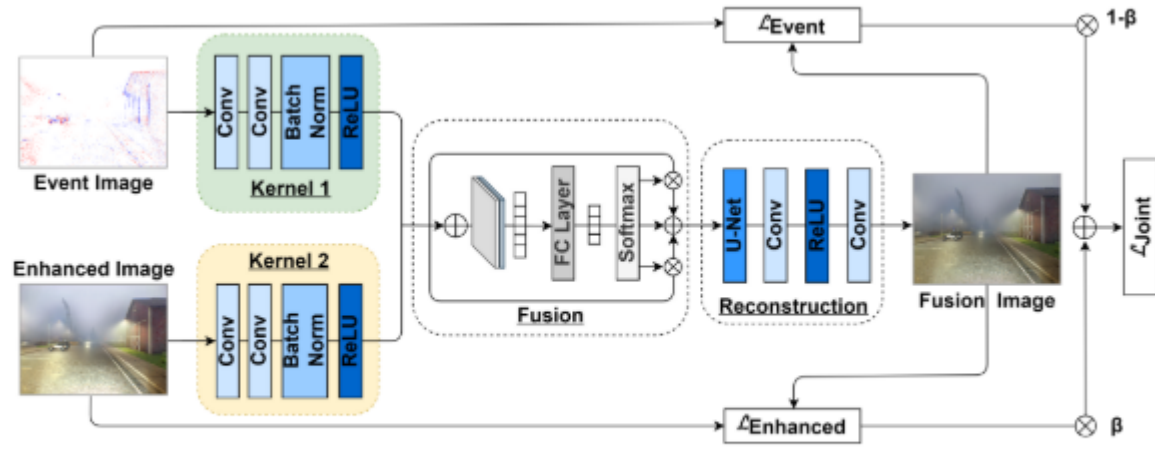 ℒEvent
1-β
Conv
Conv
Batch Norm
ReLU
Kernel 1
Event Image
Enhanced Image
Kernel 2
Conv
Conv
Batch Norm
ReLU
FC Layer
Softmax
Fusion
U-Net
Conv
ReLU
Conv
Reconstruction
Fusion Image
ℒJoint
ℒEnhanced
β